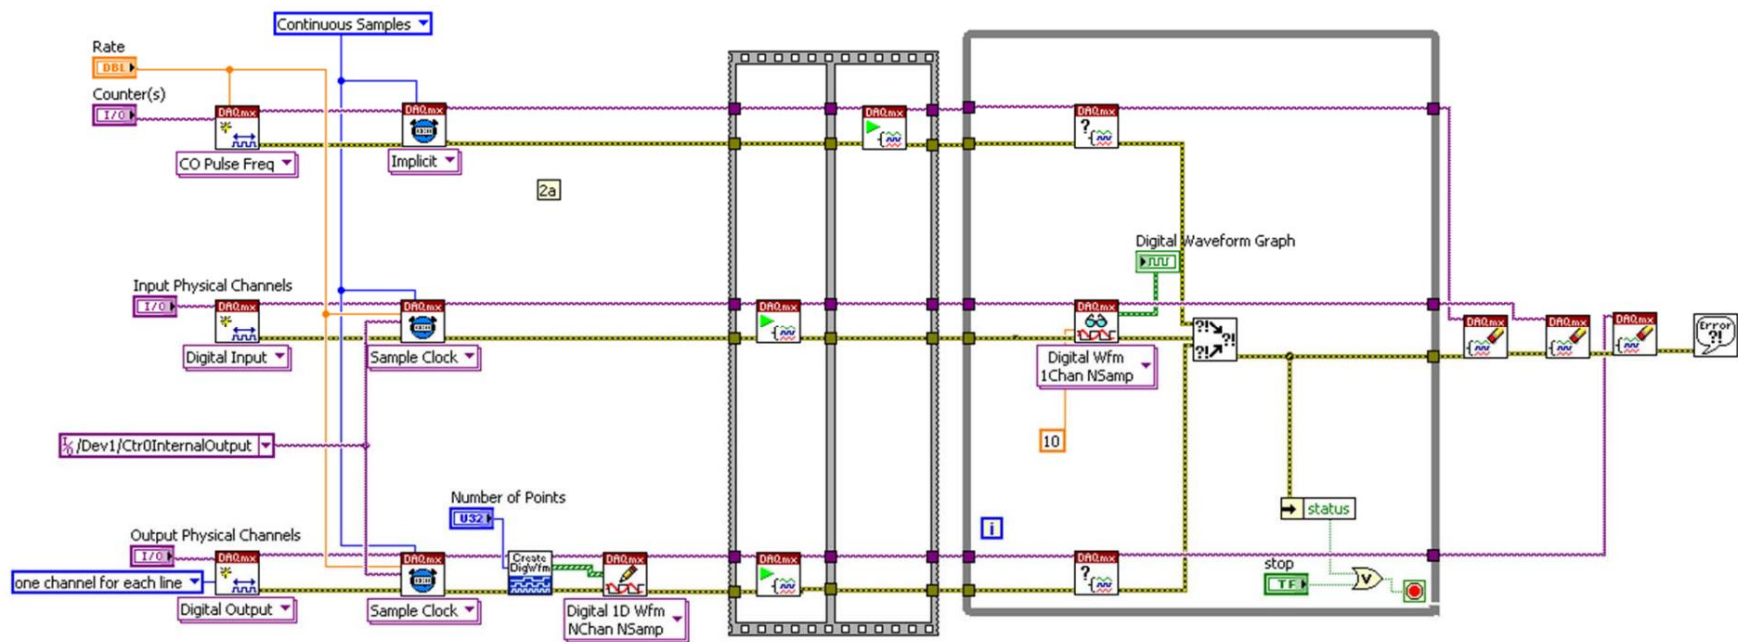 Continuous Samples
Rate
DBL
Counter(s)
I/O
DAQmx
DAQmx
DAQmx
DAQmx
CO Pulse Freq
Implicit
2a
Digital Waveform Graph
Input Physical Channels
I/O
DAQmx
DAQmx
DAQmx
DAQmx
Digital Input
Sample Clock
Digital Wfm
1Chan NSamp
?!
?!
?!
DAQmx
DAQmx
DAQmx
Error
?!
10
I/O /Dev1/Ctr0InternalOutput
Number of Points
U32
status
Output Physical Channels
I/O
DAQmx
DAQmx
Create
DigWfm
DAQmx
DAQmx
DAQmx
i
stop
TF
V
one channel for each line
Digital Output
Sample Clock
Digital 1D Wfm
NChan NSamp